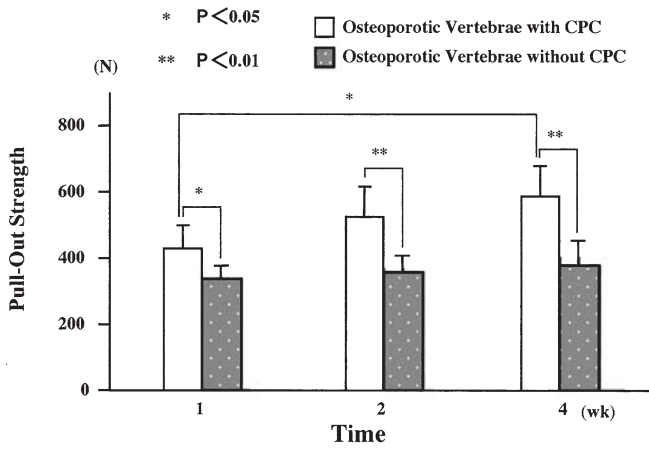 * P<0.05
Osteoporotic Vertebrae with CPC
** P<0.01
Osteoporotic Vertebrae without CPC
(N)
Pull-Out Strength
800
600
400
200
0
*
*
**
**
1
2
4 (wk)
Time